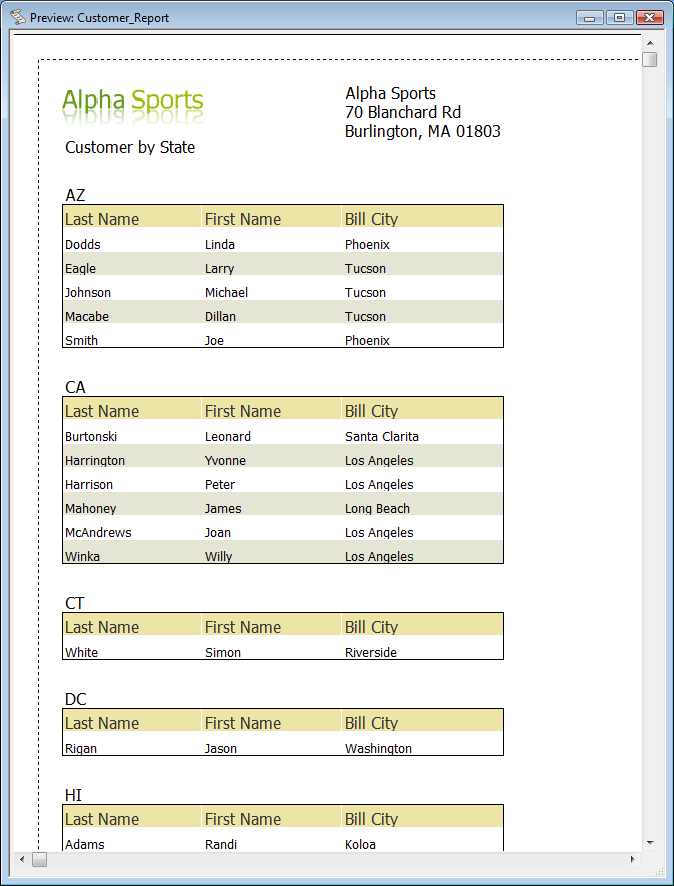 Preview: Customer_Report
Alpha Sports
Alpha Sports
70 Blanchard Rd
Burlington, MA 01803
Customer by State
AZ
Last Name First Name Bill City
Dodds Linda Phoenix
Eagle Larry Tucson
Johnson Michael Tucson
Macabe Dillan Tucson
Smith Joe Phoenix
CA
Last Name First Name Bill City
Burtonski Leonard Santa Clarita
Harrington Yvonne Los Angeles
Harrison Peter Los Angeles
Mahoney James Long Beach
McAndrews Joan Los Angeles
Winka Willy Los Angeles
CT
Last Name First Name Bill City
White Simon Riverside
DC
Last Name First Name Bill City
Rigan Jason Washington
HI
Last Name First Name Bill City
Adams Randi Koloa